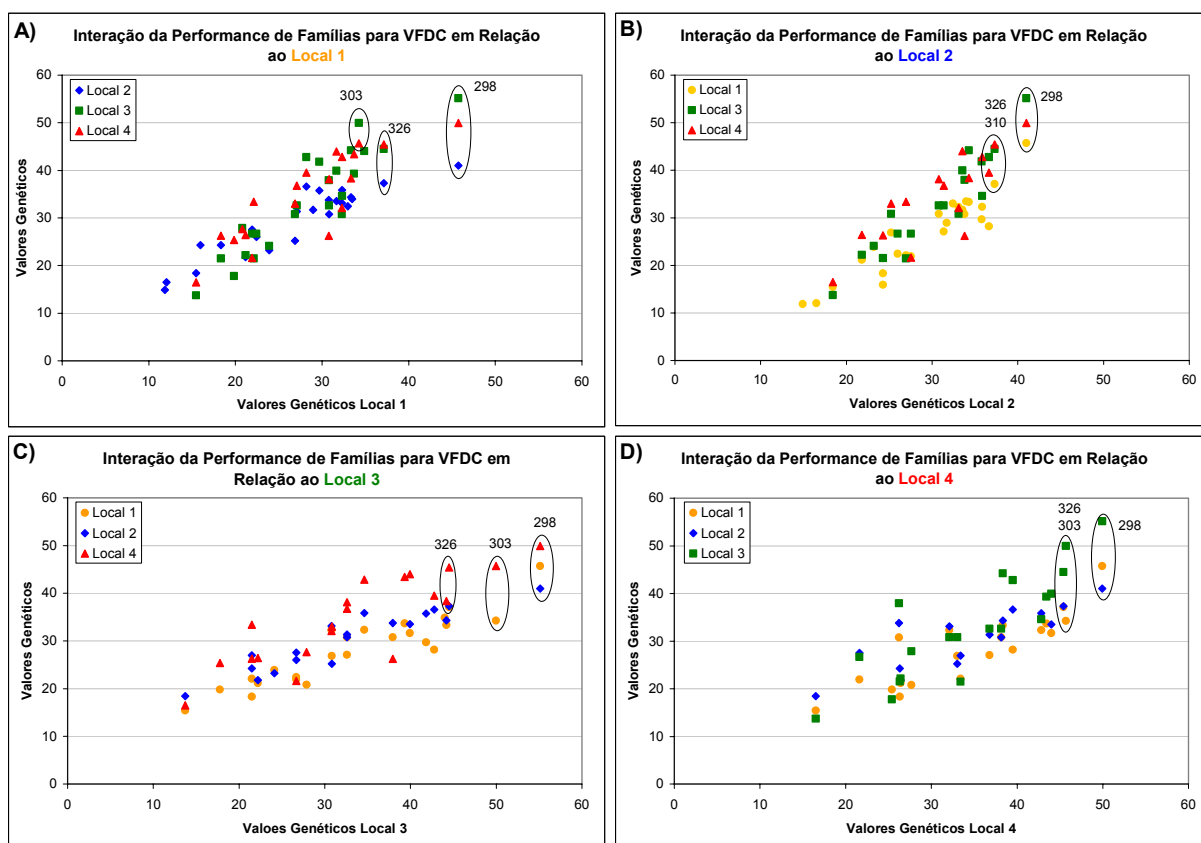 A)
Interação da Performance de Famílias para VFDC em Relação
ao Local 1
Valores Genéticos
60
50
40
30
20
10
0
Local 2
Local 3
Local 4
303
326
298
0 10 20 30 40 50 60
Valores Genéticos Local 1
B)
Interação da Performance de Famílias para VFDC em Relação
ao Local 2
Valores Genéticos
60
50
40
30
20
10
0
Local 1
Local 3
Local 4
326
310
298
0 10 20 30 40 50 60
Valores Genéticos Local 2
C)
Interação da Performance de Famílias para VFDC em
Relação ao Local 3
Valores Genéticos
60
50
40
30
20
10
0
Local 1
Local 2
Local 4
326
303
298
0 10 20 30 40 50 60
Valoes Genéticos Local 3
D)
Interação da Performance de Famílias para VFDC em Relação
ao Local 4
Valores Genéticos
60
50
40
30
20
10
0
Local 1
Local 2
Local 3
326
303
298
0 10 20 30 40 50 60
Valores Genéticos Local 4